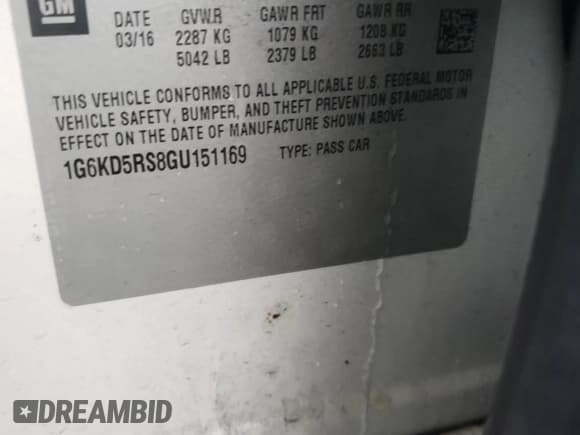 GM
DATE GVWR GAWR FRT GAWR RR
03/16 2287 KG 1079 KG 1208 KG
5042 LB 2379 LB 2663 LB
THIS VEHICLE CONFORMS TO ALL APPLICABLE U.S. FEDERAL MOTOR
VEHICLE SAFETY, BUMPER, AND THEFT PREVENTION STANDARDS IN
EFFECT ON THE DATE OF MANUFACTURE SHOWN ABOVE.
1G6KD5RS8GU151169 TYPE: PASS CAR
DREAMBID